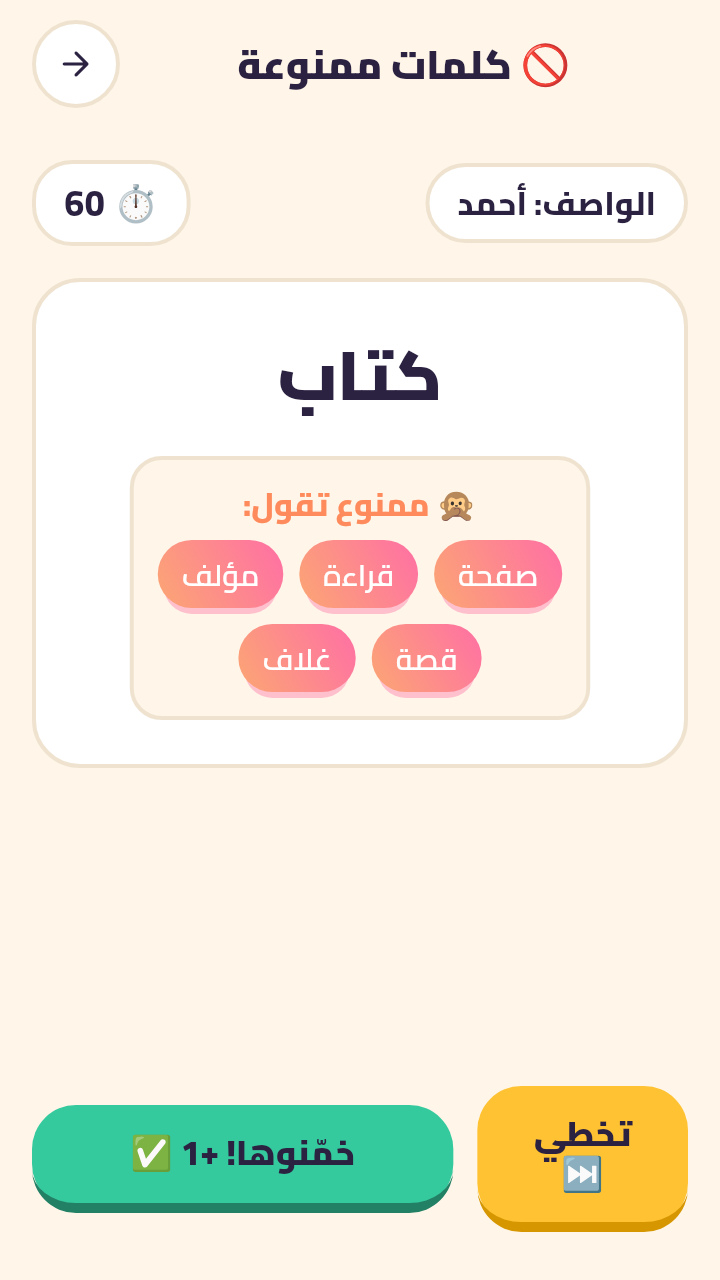 🚫 كلمات ممنوعة
الواصف: أحمد
⏱️ 60
كتاب
🙊 ممنوع تقول:
صفحة قراءة مؤلف
قصة غلاف
تخطي ⏭️
خمّنوها! +1 ✅